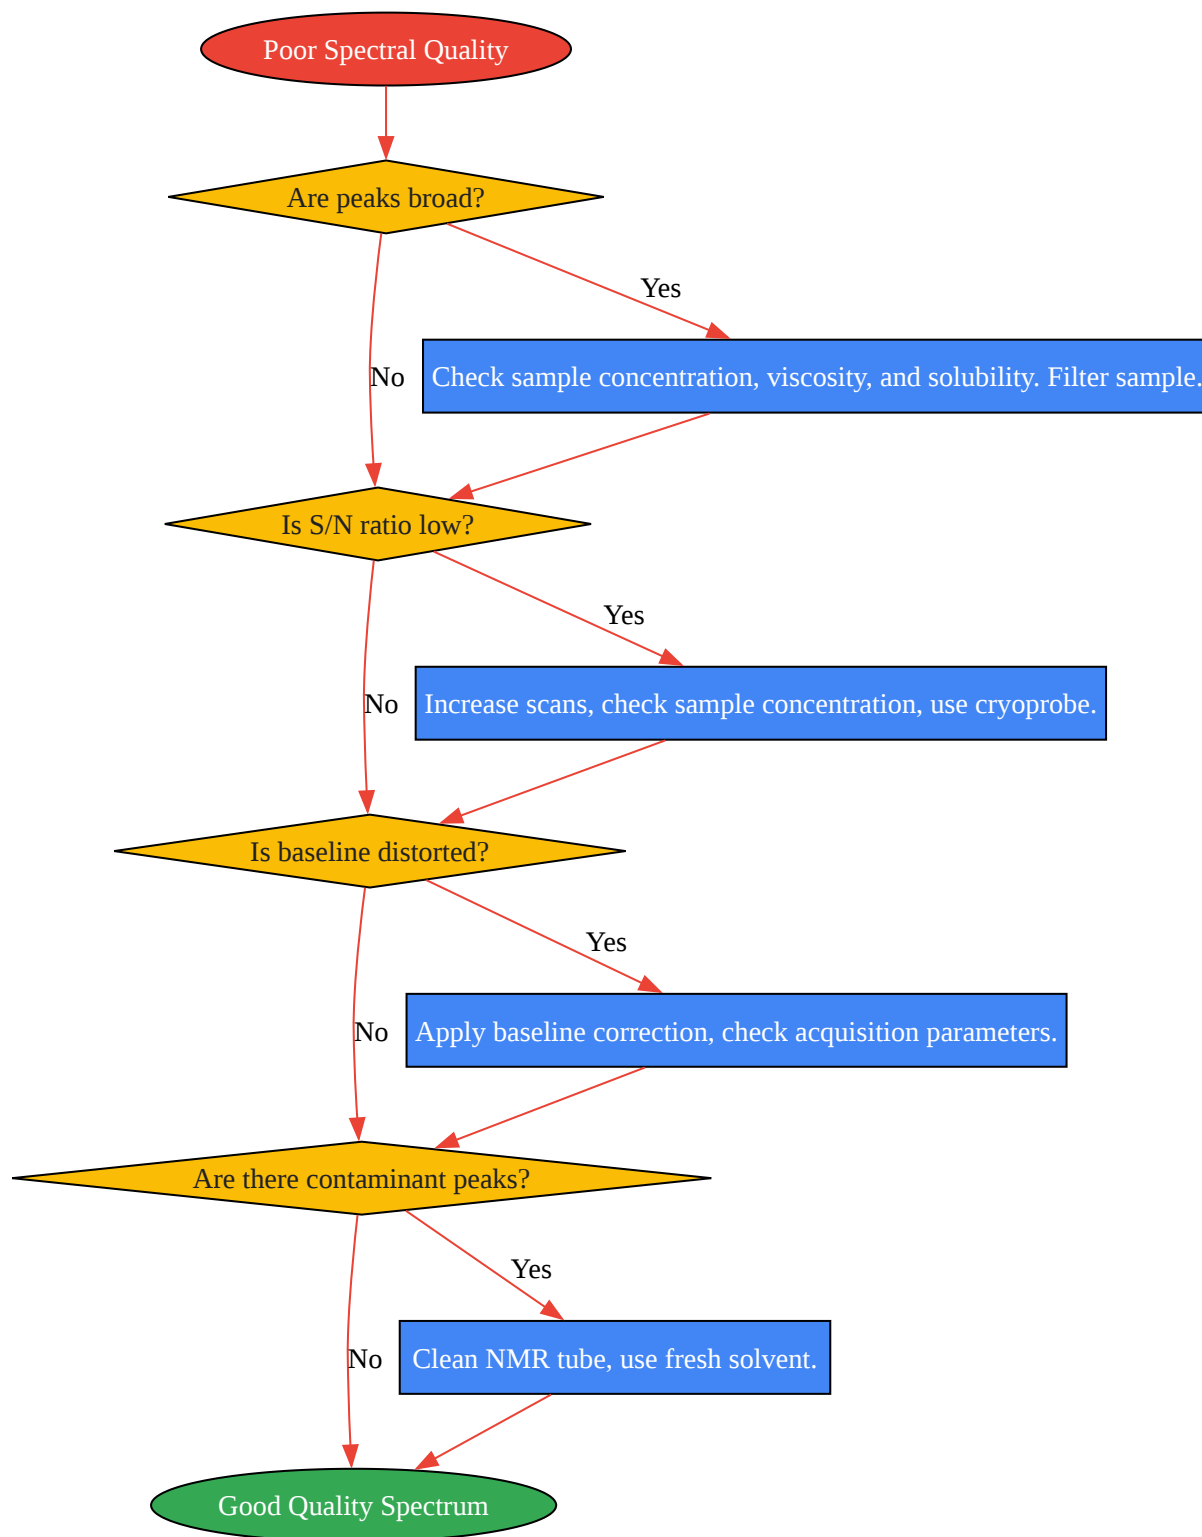 Poor Spectral Quality
Are peaks broad?
Yes
No
Check sample concentration, viscosity, and solubility. Filter sample.
Is S/N ratio low?
Yes
No
Increase scans, check sample concentration, use cryoprobe.
Is baseline distorted?
Yes
No
Apply baseline correction, check acquisition parameters.
Are there contaminant peaks?
Yes
No
Clean NMR tube, use fresh solvent.
Good Quality Spectrum